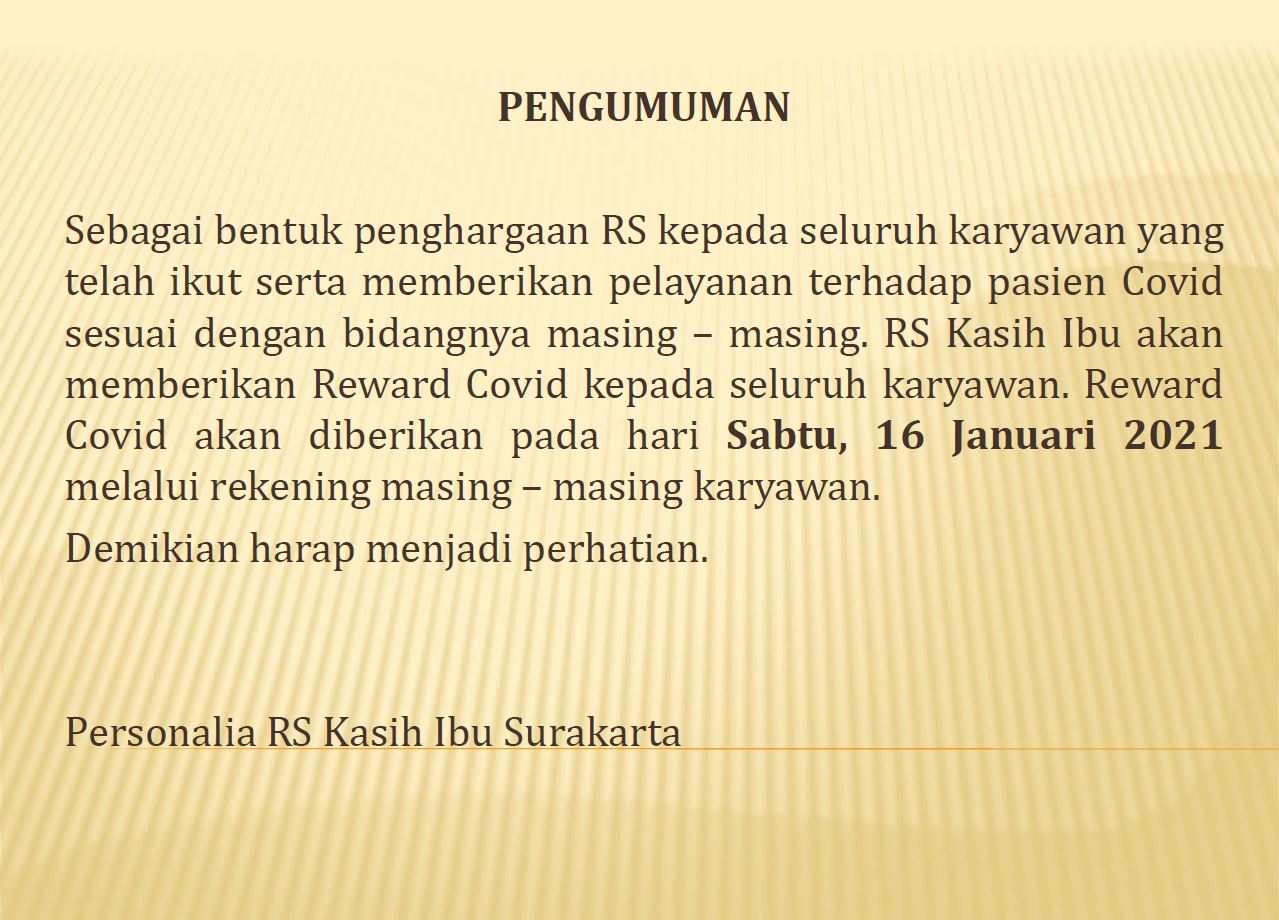 PENGUMUMAN
Sebagai bentuk penghargaan RS kepada seluruh karyawan yang
telah ikut serta memberikan pelayanan terhadap pasien Covid
sesuai dengan bidangnya masing – masing. RS Kasih Ibu akan
memberikan Reward Covid kepada seluruh karyawan. Reward
Covid akan diberikan pada hari Sabtu, 16 Januari 2021
melalui rekening masing – masing karyawan.
Demikian harap menjadi perhatian.
Personalia RS Kasih Ibu Surakarta